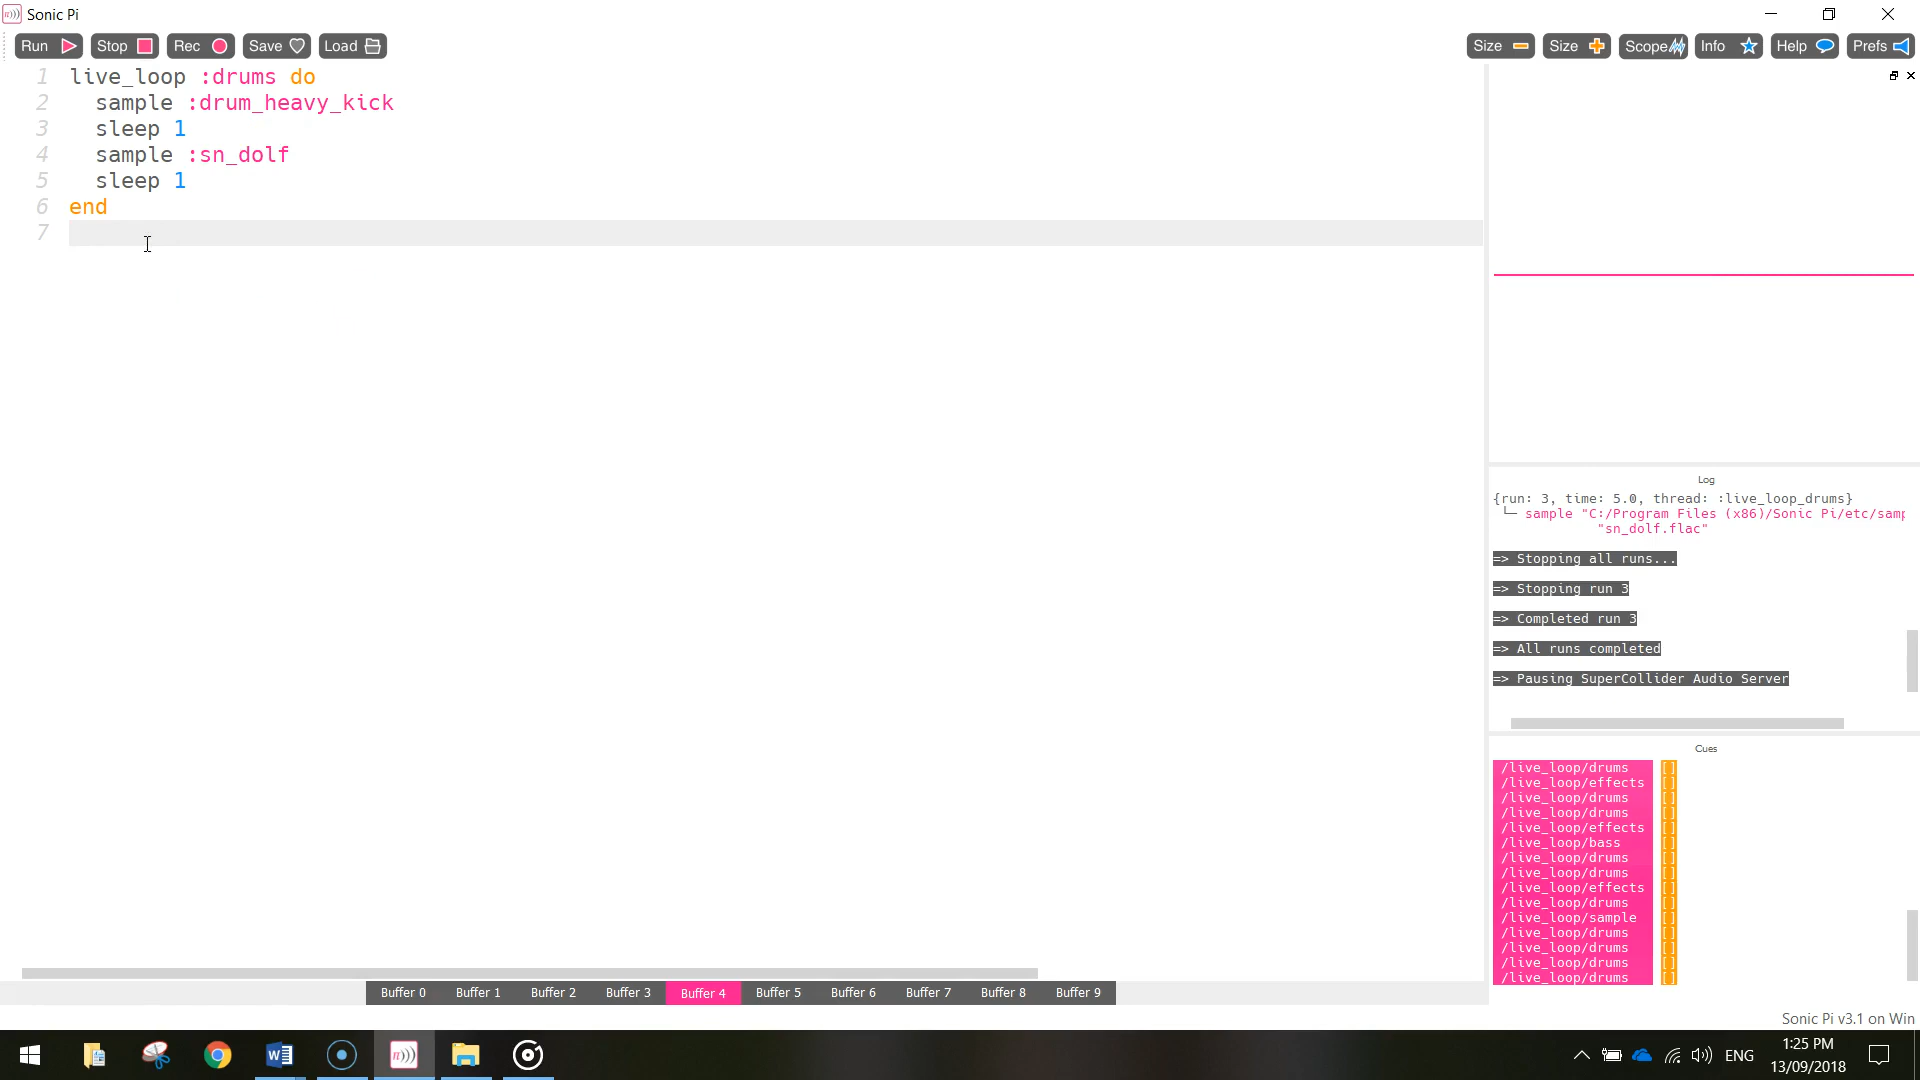 Sonic Pi
Run Stop Rec Save Load Size Size Scope Info Help Prefs
1 live_loop :drums do
2 sample :drum_heavy_kick
3 sleep 1
4 sample :sn_dolf
5 sleep 1
6 end
7
Log
{run: 3, time: 5.0, thread: :live_loop_drums}
└─ sample "C:/Program Files (x86)/Sonic Pi/etc/samp
"sn_dolf.flac"
=> Stopping all runs...
=> Stopping run 3
=> Completed run 3
=> All runs completed
=> Pausing SuperCollider Audio Server
Cues
/live_loop/drums []
/live_loop/effects []
/live_loop/drums []
/live_loop/drums []
/live_loop/effects []
/live_loop/bass []
/live_loop/drums []
/live_loop/drums []
/live_loop/effects []
/live_loop/drums []
/live_loop/sample []
/live_loop/drums []
/live_loop/drums []
/live_loop/drums []
/live_loop/drums []
Buffer 0 Buffer 1 Buffer 2 Buffer 3 Buffer 4 Buffer 5 Buffer 6 Buffer 7 Buffer 8 Buffer 9
Sonic Pi v3.1 on Win
ENG
1:25 PM
13/09/2018